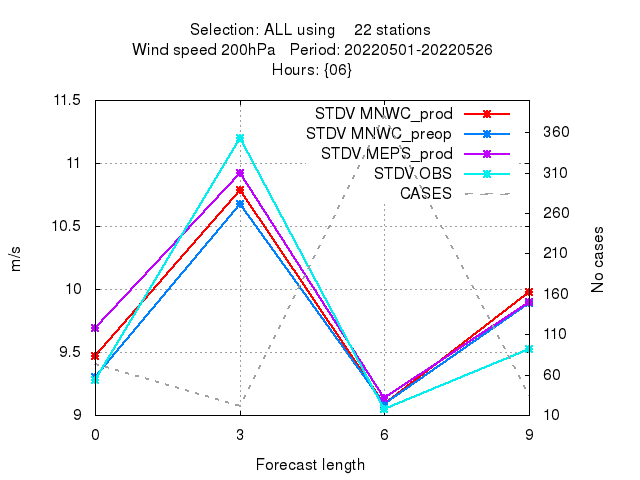 Selection: ALL using 22 stations
Wind speed 200hPa Period: 20220501-20220526
Hours: {06}
STDV MNWC_prod
STDV MNWC_preop
STDV MEPS_prod
STDV OBS
CASES
11.5
11
10.5
10
9.5
9
m/s
360
310
260
210
160
110
60
10
No cases
0 3 6 9
Forecast length